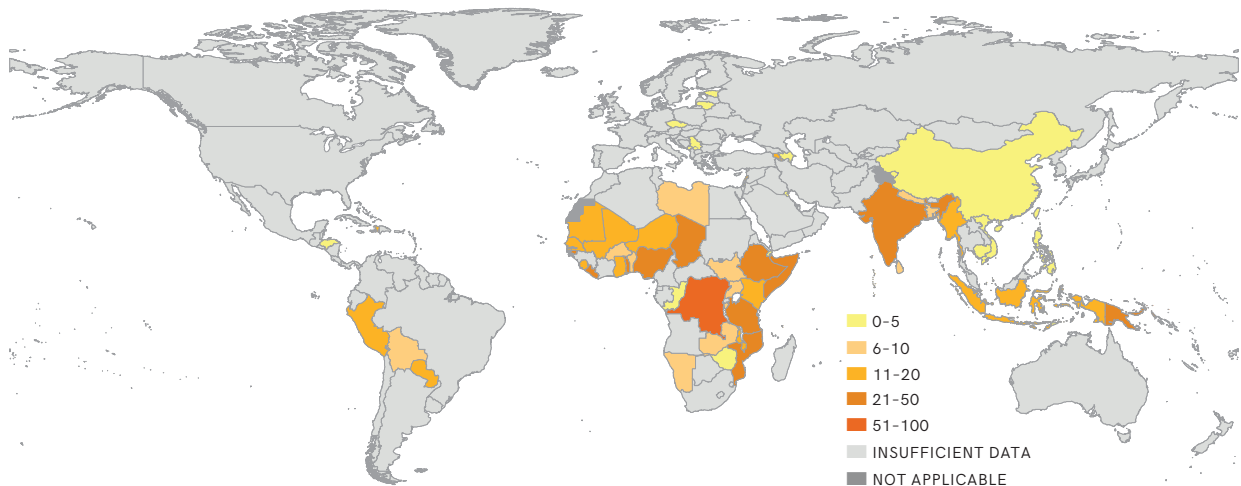 0–5
6–10
11–20
21–50
51–100
INSUFFICIENT DATA
NOT APPLICABLE